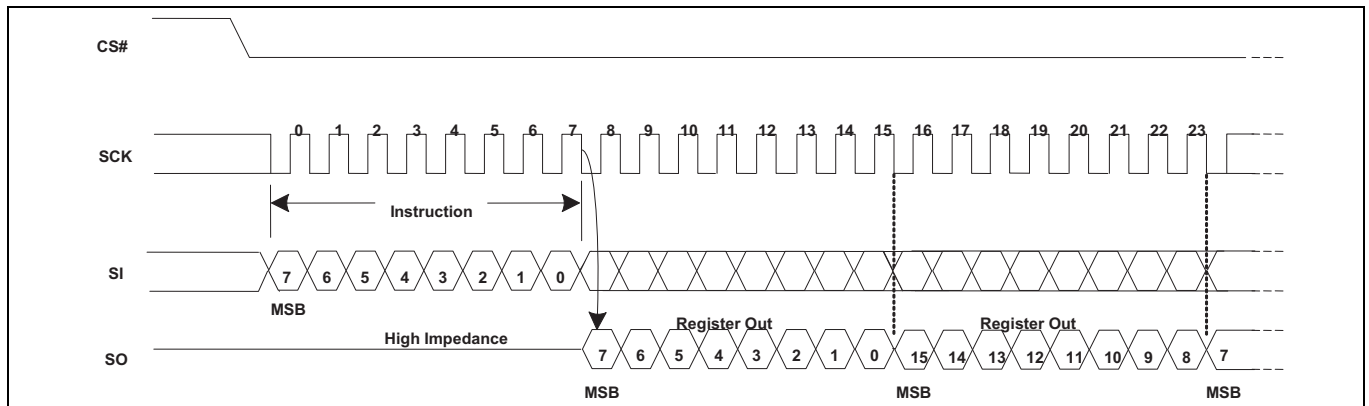 CS#
0 1 2 3 4 5 6 7 8 9 10 11 12 13 14 15 16 17 18 19 20 21 22 23
SCK
Instruction
SI
7 6 5 4 3 2 1 0
MSB
High Impedance
Register Out
Register Out
SO
7 6 5 4 3 2 1 0 15 14 13 12 11 10 9 8 7
MSB
MSB
MSB